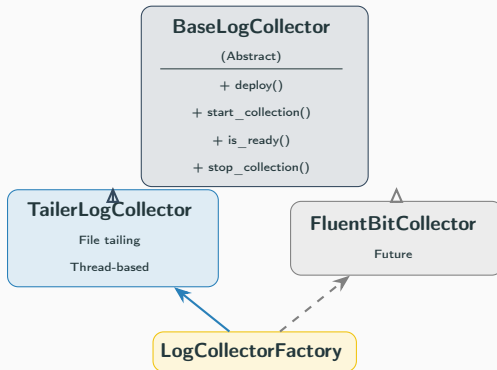 BaseLogCollector
(Abstract)
+ deploy()
+ start_collection()
+ is_ready()
+ stop_collection()
TailerLogCollector
File tailing
Thread-based
FluentBitCollector
Future
LogCollectorFactory